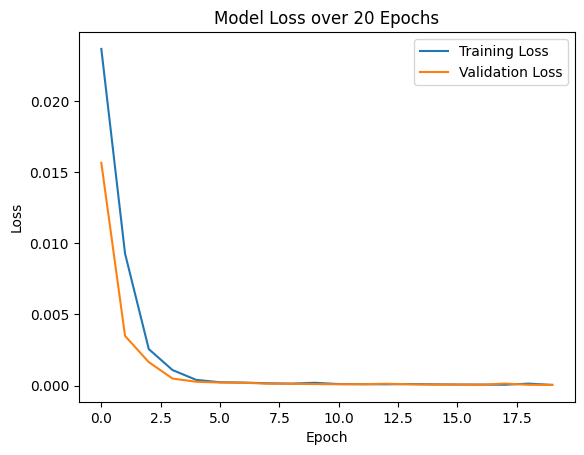 Model Loss over 20 Epochs
Training Loss
Validation Loss
Loss
0.020
0.015
0.010
0.005
0.000
0.0 2.5 5.0 7.5 10.0 12.5 15.0 17.5
Epoch